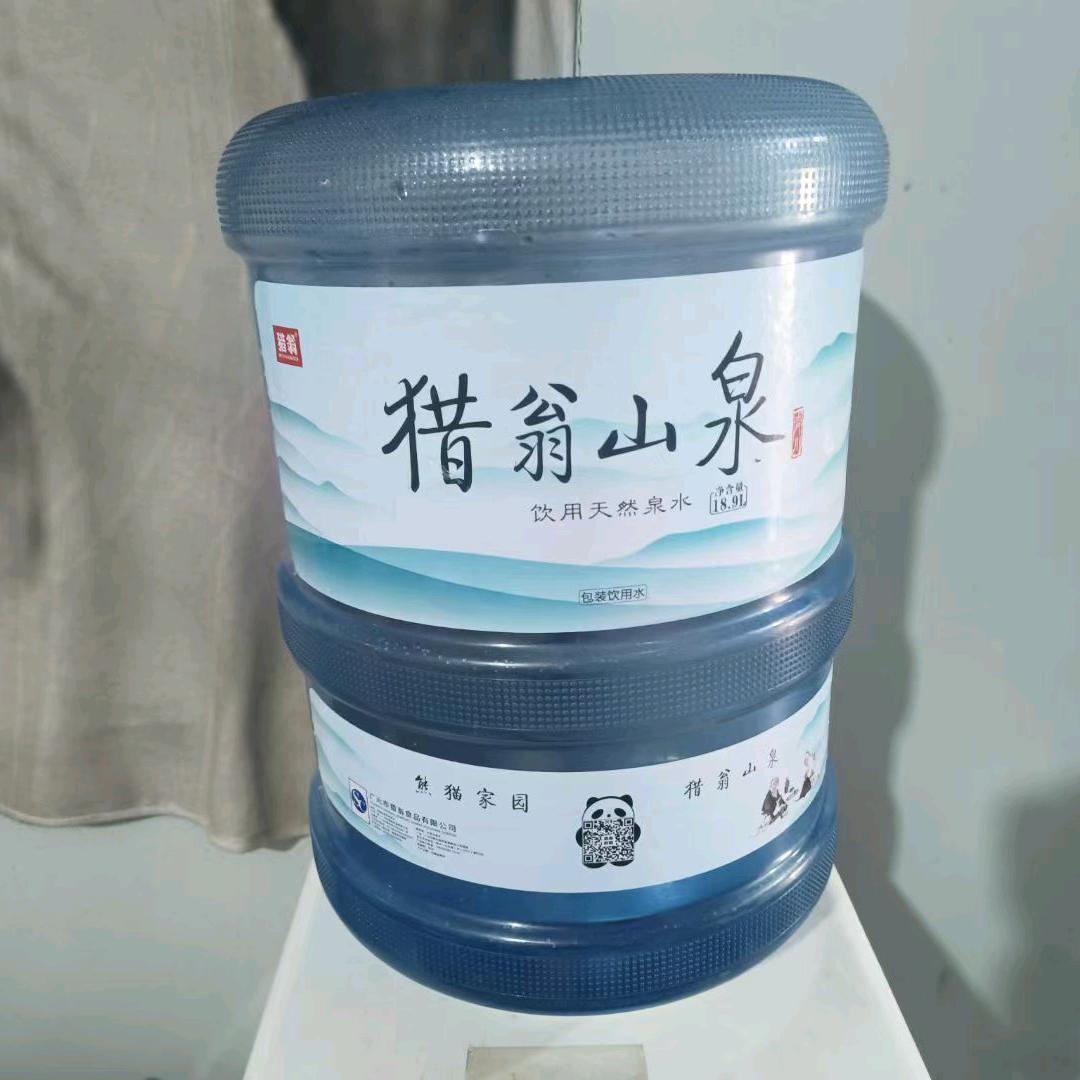 猎翁
猎翁山泉
饮用天然泉水
净含量
18.9L
包装饮用水
熊猫家园
猎翁山泉
广元市猎翁食品有限公司